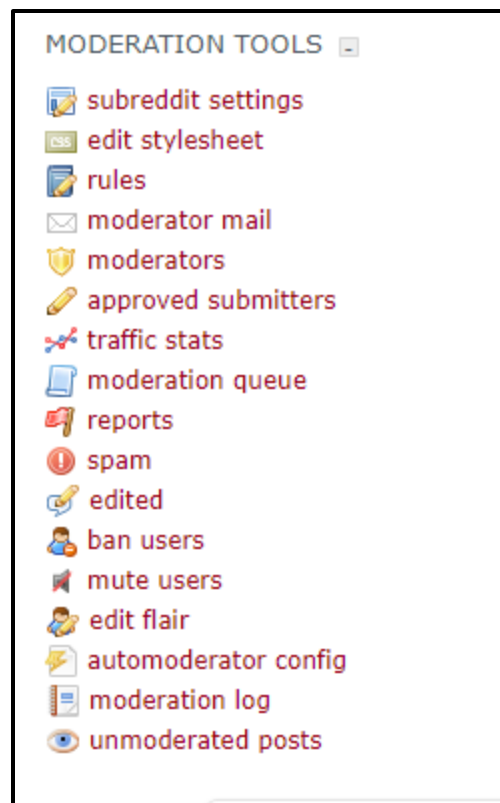 MODERATION TOOLS -
subreddit settings
CSS edit stylesheet
rules
moderator mail
moderators
approved submitters
traffic stats
moderation queue
reports
spam
edited
ban users
mute users
edit flair
automoderator config
moderation log
unmoderated posts